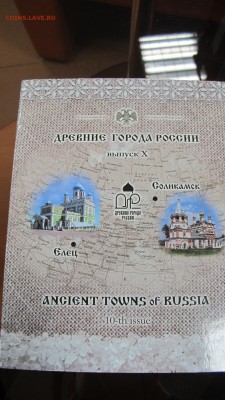 COINS.LAVE.RU
ДРЕВНИЕ ГОРОДА РОССИИ
ВЫПУСК X
Соликамск
ДРЕВНИЕ ГОРОДА
РОССИИ
Елец
ANCIENT TOWNS of RUSSIA
10-th issue